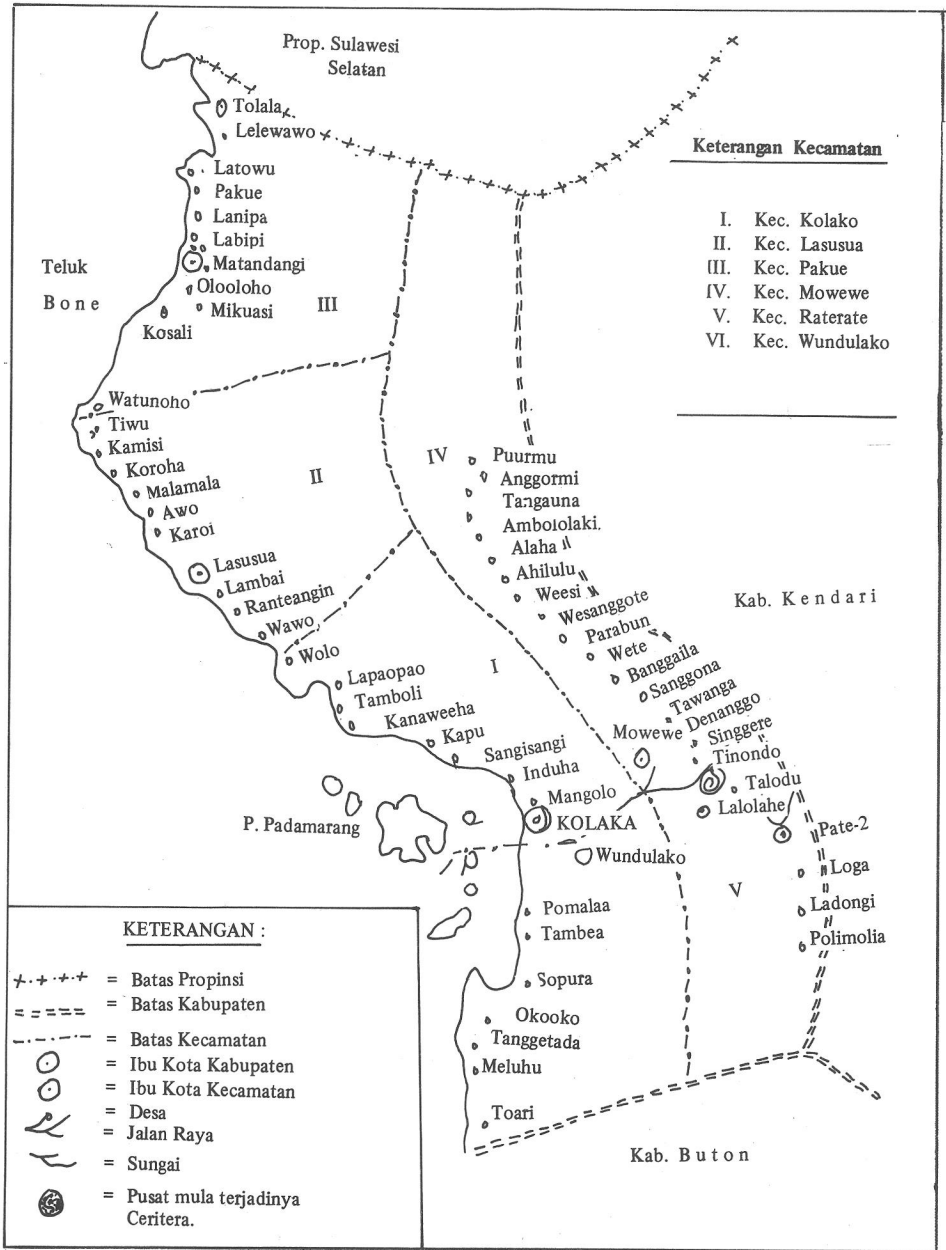 Prop. Sulawesi
Selatan
Tolala
Lelewawo
Latowu
Pakue
Lanipa
Labipi
Matandangi
Olooloho
Mikuasi
Kosali
Teluk
Bone
III
Keterangan Kecamatan
I. Kec. Kolako
II. Kec. Lasusua
III. Kec. Pakue
IV. Kec. Mowewe
V. Kec. Raterate
VI. Kec. Wundulako
Watunoho
Tiwu
Kamisi
Koroha
Malamala
Awo
Karoi
II
Lasusua
Lambai
Ranteangin
Wawo
Wolo
IV
Puurmu
Anggormi
Tangauna
Ambololaki.
Alaha
Ahilulu
Weesi
Wesanggote
Parabun
Wete
Banggaila
Sanggona
Tawanga
Denanggo
Mowewe
Singgere
Tinondo
Talodu
Lalolahe
Pate-2
Loga
Ladongi
Polimolia
Kab. Kendari
I
Lapaopao
Tamboli
Kanaweeha
Kapu
Sangisangi
Induha
Mangolo
KOLAKA
P. Padamarang
Wundulako
V
Pomalaa
Tambea
Sopura
Okooko
Tanggetada
Meluhu
Toari
Kab. Buton
KETERANGAN :
= Batas Propinsi
= Batas Kabupaten
= Batas Kecamatan
= Ibu Kota Kabupaten
= Ibu Kota Kecamatan
= Desa
= Jalan Raya
= Sungai
= Pusat mula terjadinya
Ceritera.